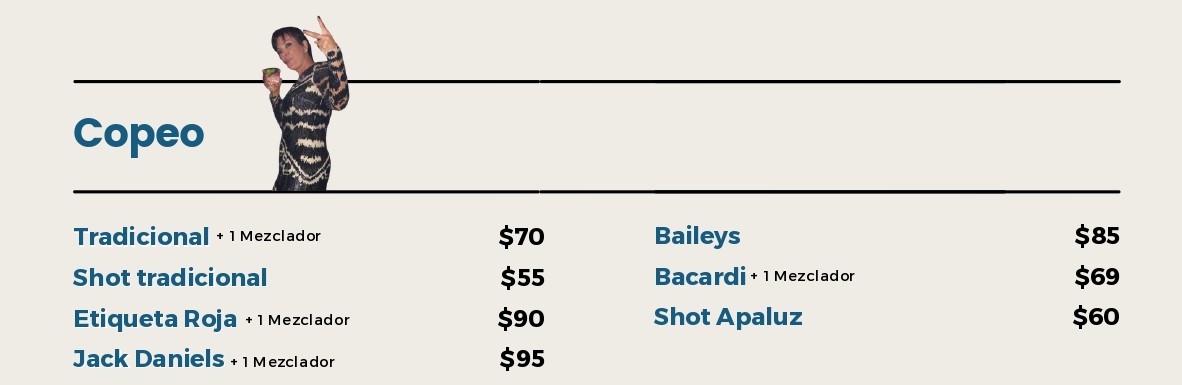 Copeo
Tradicional + 1 Mezclador $70
Shot tradicional $55
Etiqueta Roja + 1 Mezclador $90
Jack Daniels + 1 Mezclador $95
Baileys $85
Bacardi + 1 Mezclador $69
Shot Apaluz $60